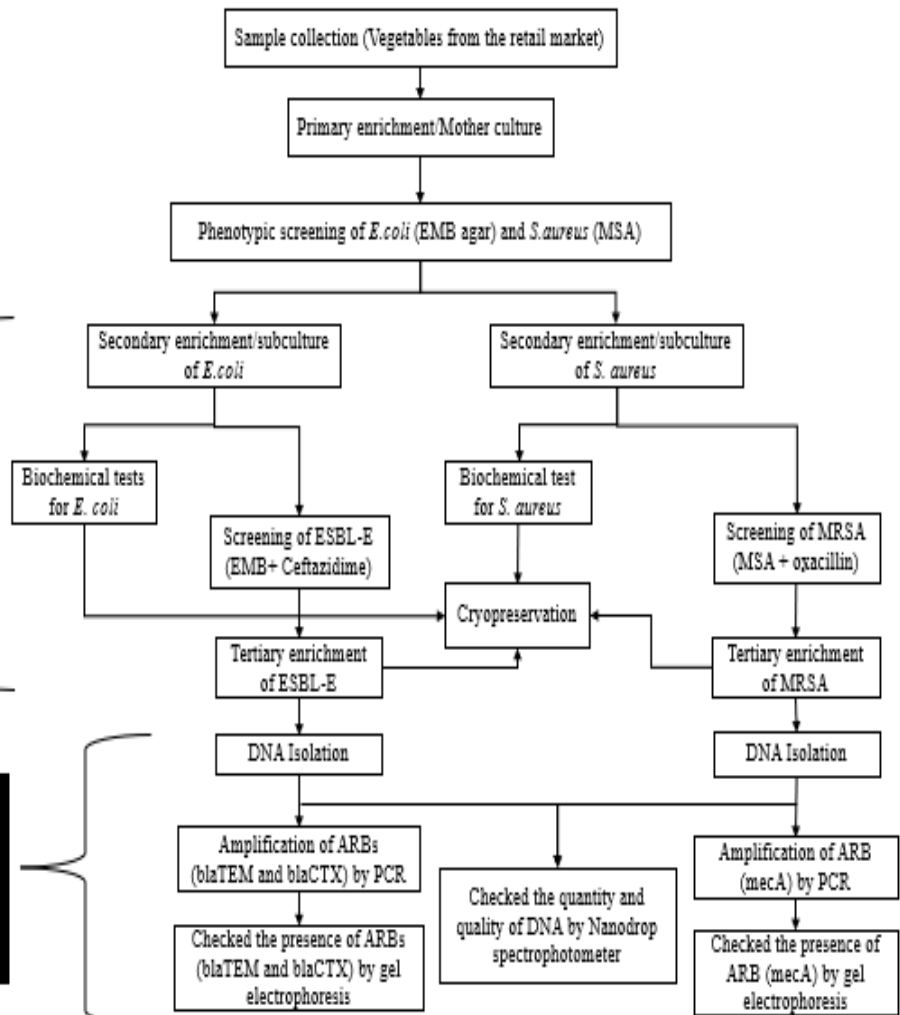 Sample collection (Vegetables from the retail market)
Primary enrichment/Mother culture
Phenotypic screening of E.coli (EMB agar) and S.aureus (MSA)
Secondary enrichment/subculture
of E.coli
Secondary enrichment/subculture
of S. aureus
Biochemical tests
for E. coli
Screening of ESBL-E
(EMB+ Ceftazidime)
Biochemical test
for S. aureus
Screening of MRSA
(MSA + oxacillin)
Cryopreservation
Tertiary enrichment
of ESBL-E
Tertiary enrichment
of MRSA
DNA Isolation
DNA Isolation
Amplification of ARBs
(blaTEM and blaCTX) by PCR
Checked the quantity and
quality of DNA by Nanodrop
spectrophotometer
Amplification of ARB
(mecA) by PCR
Checked the presence of ARBs
(blaTEM and blaCTX) by gel
electrophoresis
Checked the presence of
ARB (mecA) by gel
electrophoresis